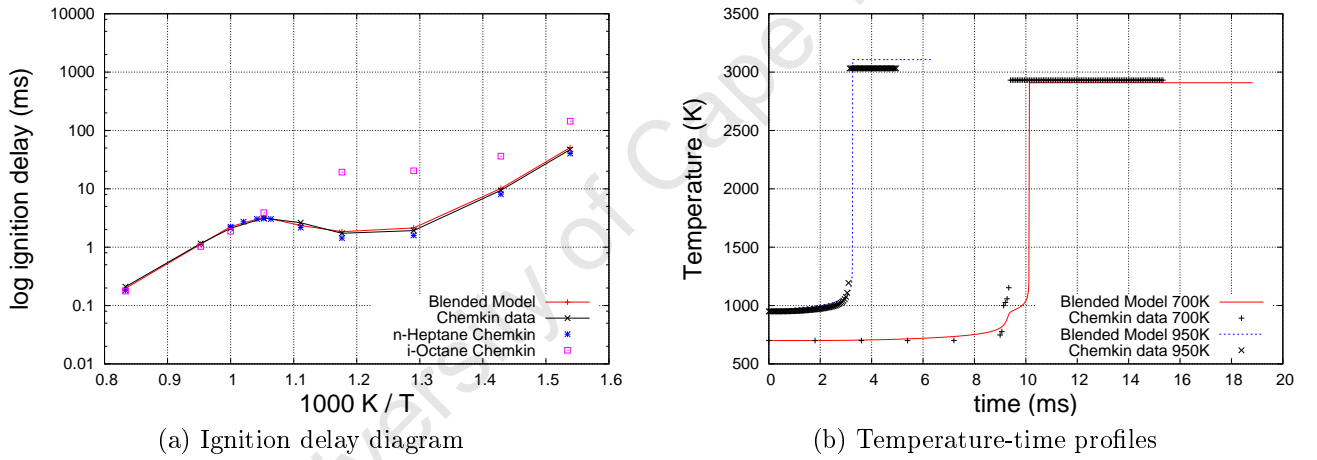 10000
1000
100
10
1
0.1
0.01
log ignition delay (ms)
0.8 0.9 1 1.1 1.2 1.3 1.4 1.5 1.6
1000 K / T
Blended Model
Chemkin data
n-Heptane Chemkin
i-Octane Chemkin
(a) Ignition delay diagram
3500
3000
2500
2000
1500
1000
500
Temperature (K)
0 2 4 6 8 10 12 14 16 18 20
time (ms)
Blended Model 700K
Chemkin data 700K
Blended Model 950K
Chemkin data 950K
(b) Temperature-time profiles
versity of Cape